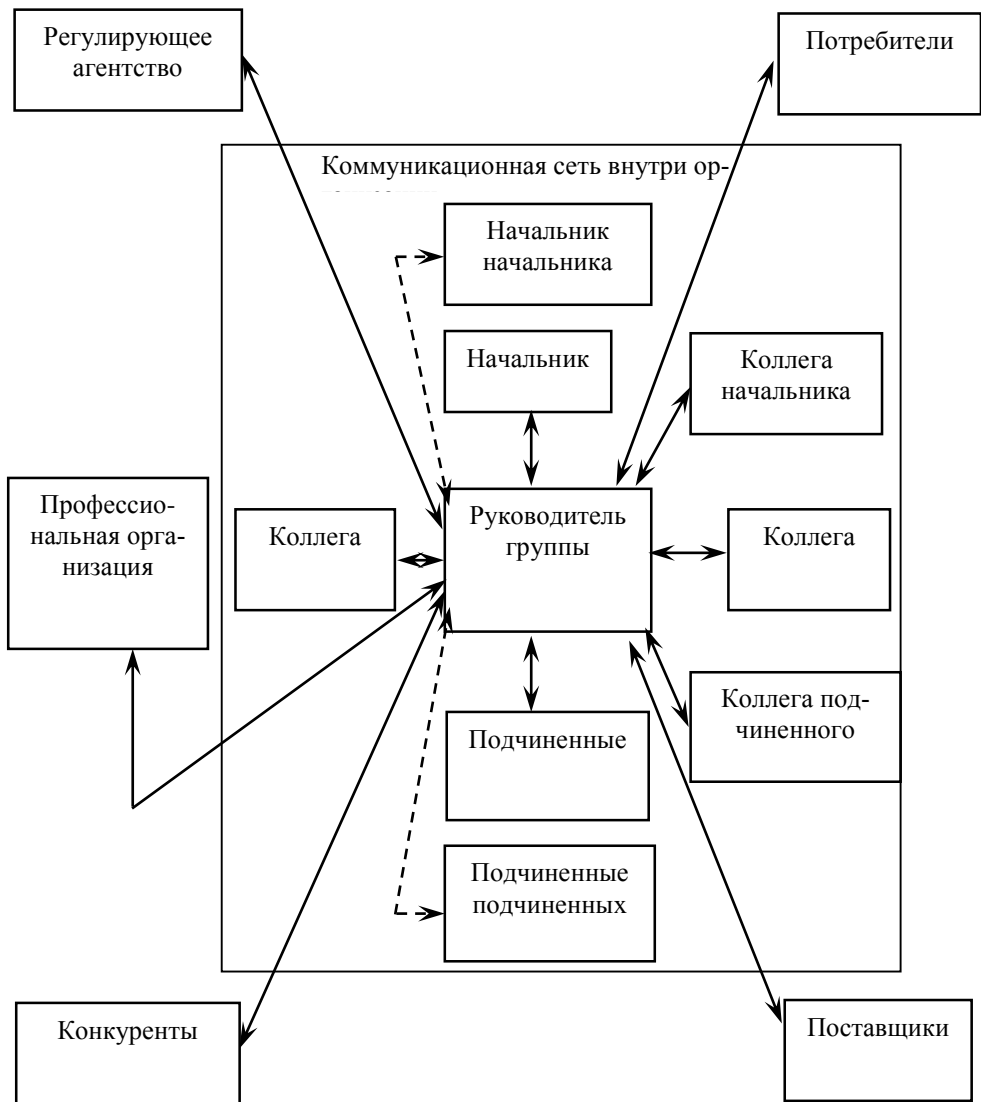 Регулирующее
агентство
Потребители
Коммуникационная сеть внутри ор-
Начальник
начальника
Начальник
Коллега
начальника
Профессио-
нальная орга-
низация
Коллега
Руководитель
группы
Коллега
Подчиненные
Коллега под-
чиненного
Подчиненные
подчиненных
Конкуренты
Поставщики